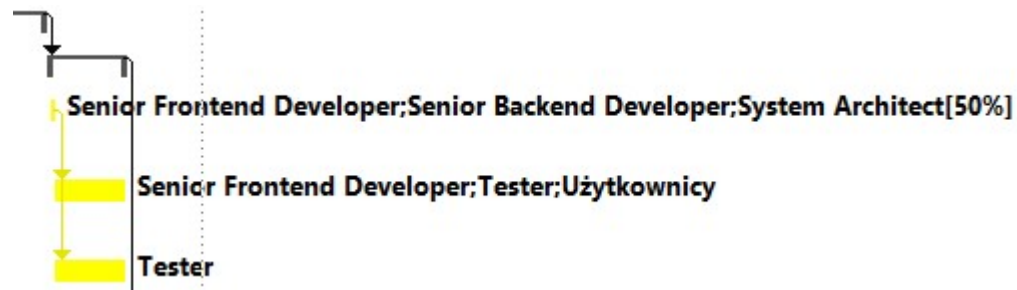 Senior Frontend Developer;Senior Backend Developer;System Architect[50%]
Senior Frontend Developer;Tester;Użytkownicy
Tester